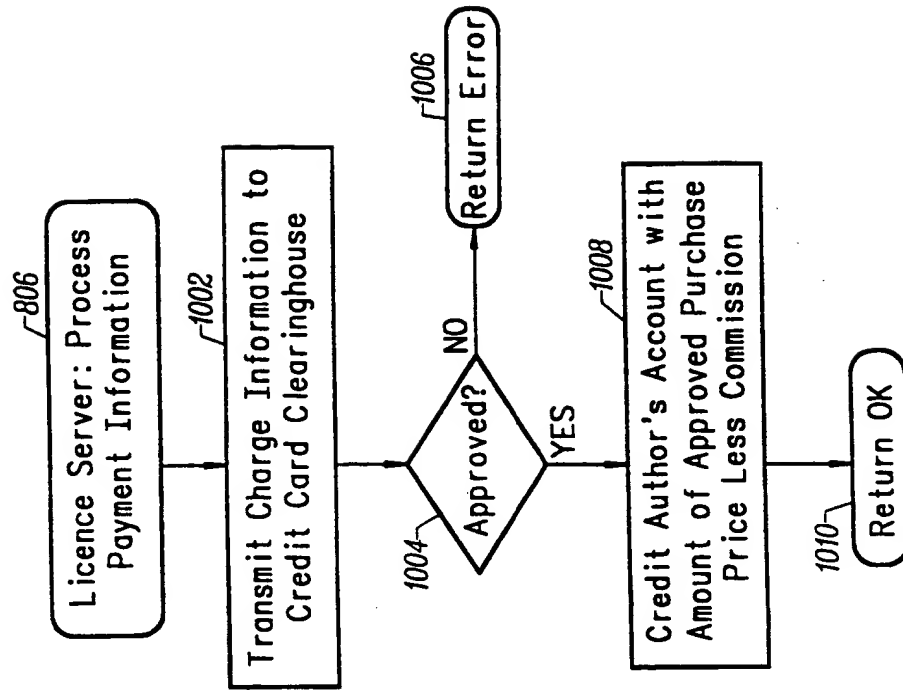 806
Licence Server: Process
Payment Information
1002
Transmit Charge Information to
Credit Card Clearinghouse
1004
Approved?
NO
1006
Return Error
YES
1008
Credit Author's Account with
Amount of Approved Purchase
Price Less Commission
1010
Return OK